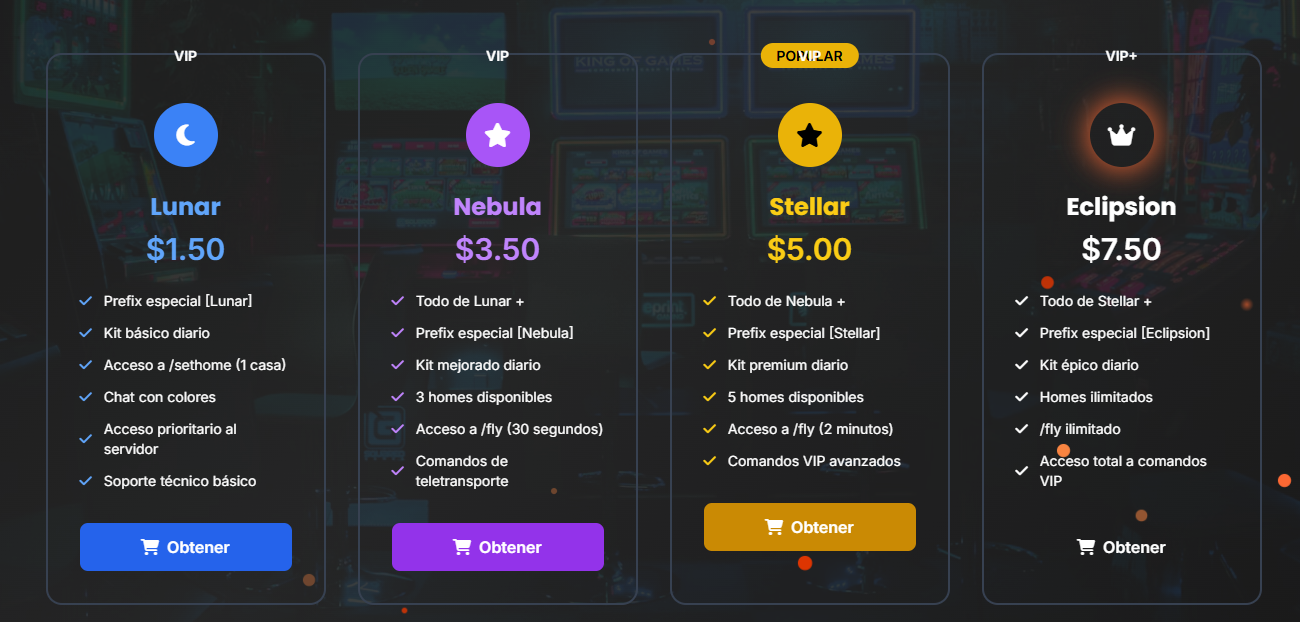 VIP
Lunar
$1.50
Prefix especial [Lunar]
Kit básico diario
Acceso a /sethome (1 casa)
Chat con colores
Acceso prioritario al
servidor
Soporte técnico básico
Obtener
VIP
Nebula
$3.50
Todo de Lunar +
Prefix especial [Nebula]
Kit mejorado diario
3 homes disponibles
Acceso a /fly (30 segundos)
Comandos de
teletransporte
Obtener
POPULAR
VIP
Stellar
$5.00
Todo de Nebula +
Prefix especial [Stellar]
Kit premium diario
5 homes disponibles
Acceso a /fly (2 minutos)
Comandos VIP avanzados
Obtener
VIP+
Eclipsion
$7.50
Todo de Stellar +
Prefix especial [Eclipsion]
Kit épico diario
Homes ilimitados
/fly ilimitado
Acceso total a comandos
VIP
Obtener
KING OF GAMES